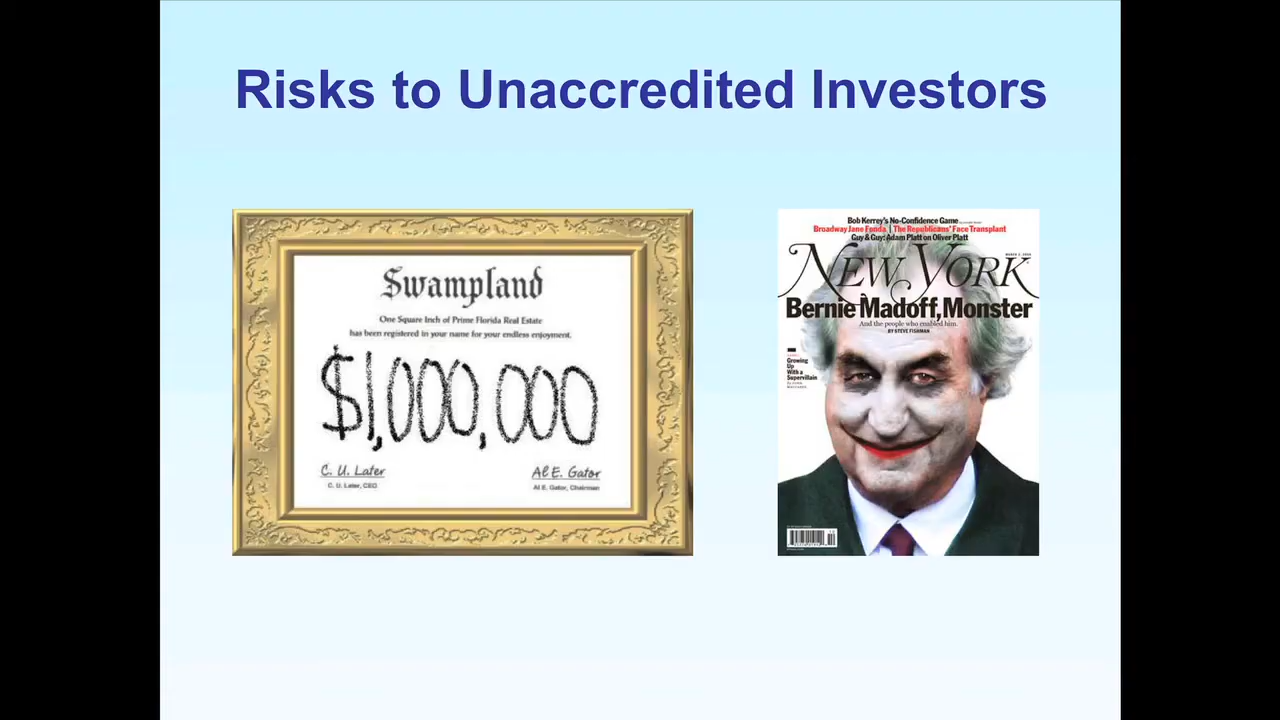 Risks to Unaccredited Investors
Swampland
One Square Inch of Prime Florida Real Estate
has been registered in your name for your endless enjoyment.
$1,000,000
C. U. Later
C. U. Later, CEO
Al E. Gator
Al E. Gator, Chairman
Bob Kerrey's No-Confidence Game
Broadway Jane Fonda | The Republicans' Face Transplant
Guy & Guy: Adam Platt on Oliver Platt
NEW YORK
Bernie Madoff, Monster
And the people who enabled him.
BY STEVE FISHMAN
Growing
Up
With a
Supervillain